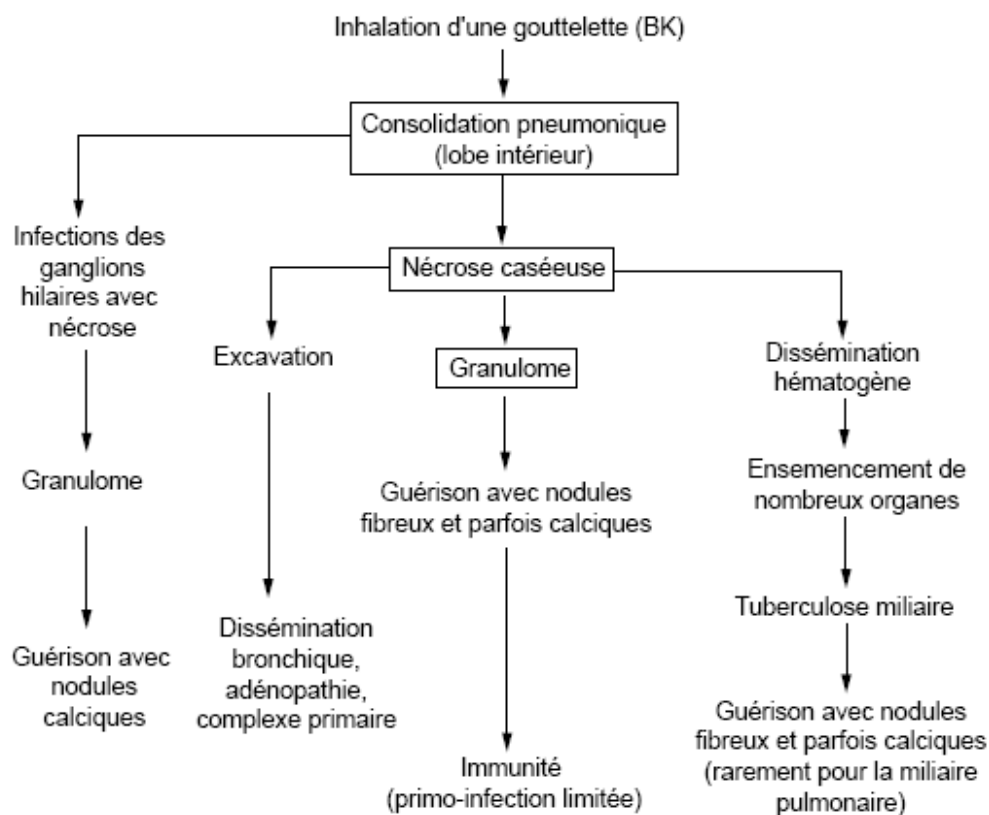 Inhalation d'une gouttelette (BK)
Consolidation pneumonique
(lobe intérieur)
Infections des
ganglions
hilaires avec
nécrose
Nécrose caséeuse
Excavation
Granulome
Dissémination
hématogène
Granulome
Guérison avec nodules
fibreux et parfois calciques
Ensemencement de
nombreux organes
Tuberculose miliaire
Guérison avec
nodules
calciques
Dissémination
bronchique,
adénopathie,
complexe primaire
Immunité
(primo-infection limitée)
Guérison avec nodules
fibreux et parfois calciques
(rarement pour la miliaire
pulmonaire)